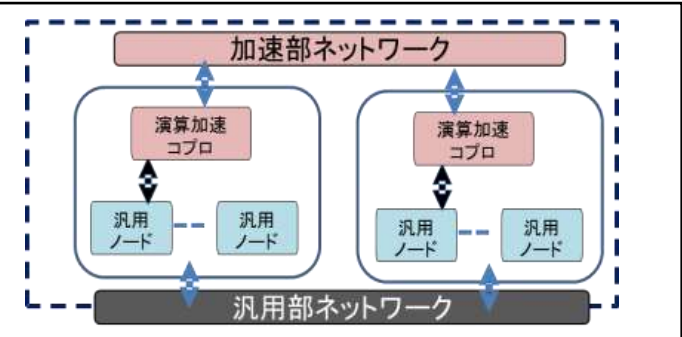 加速部ネットワーク
演算加速
コプロ
演算加速
コプロ
汎用
ノード
汎用
ノード
汎用
ノード
汎用
ノード
汎用部ネットワーク